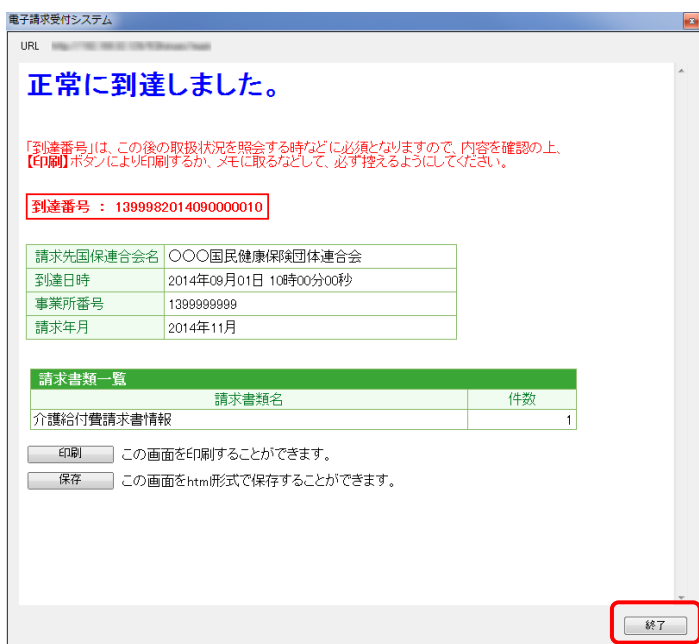 電子請求受付システム
URL
正常に到達しました。
「到達番号」は、この後の取扱状況を照会する時などに必須となりますので、内容を確認の上、
【印刷】ボタンにより印刷するか、メモに取るなどして、必ず控えるようにしてください。
到達番号 ： 1399982014090000010
請求先国保連合会名 〇〇〇国民健康保険団体連合会
到達日時 2014年09月01日 10時00分00秒
事業所番号 1399999999
請求年月 2014年11月
請求書類一覧
請求書類名 件数
介護給付費請求書情報 1
印刷 この画面を印刷することができます。
保存 この画面をhtml形式で保存することができます。
終了